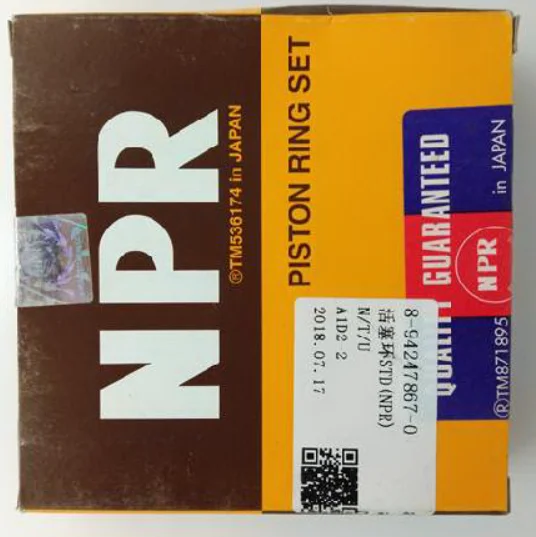 NPR
®TM536174 in JAPAN
PISTON RING SET
QUALITY GUARANTEED
NPR
®TM871895 in JAPAN
8-94247867-0
活塞环STD(NPR)
N/T/U
A1D2-2
2018.07.17